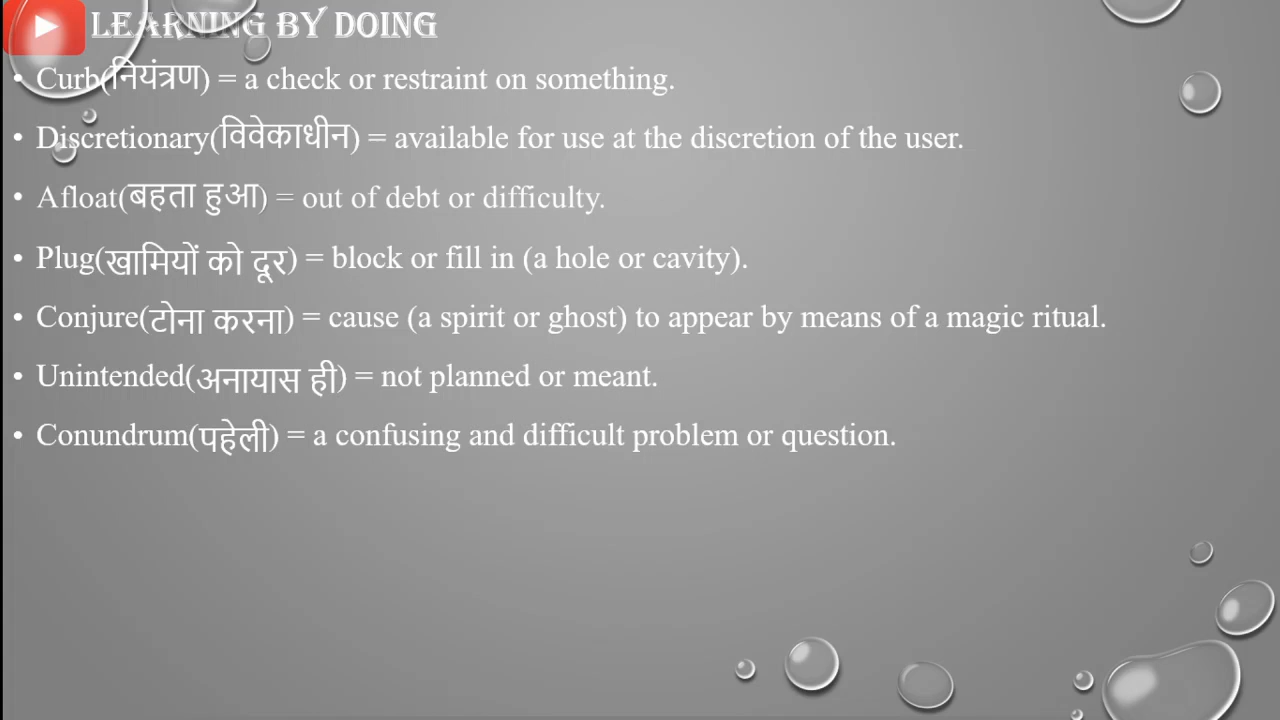 LEARNING BY DOING
• Curb(नियंत्रण) = a check or restraint on something.
• Discretionary(विवेकाधीन) = available for use at the discretion of the user.
• Afloat(बहता हुआ) = out of debt or difficulty.
• Plug(खामियों को दूर) = block or fill in (a hole or cavity).
• Conjure(टोना करना) = cause (a spirit or ghost) to appear by means of a magic ritual.
• Unintended(अनायास ही) = not planned or meant.
• Conundrum(पहेली) = a confusing and difficult problem or question.